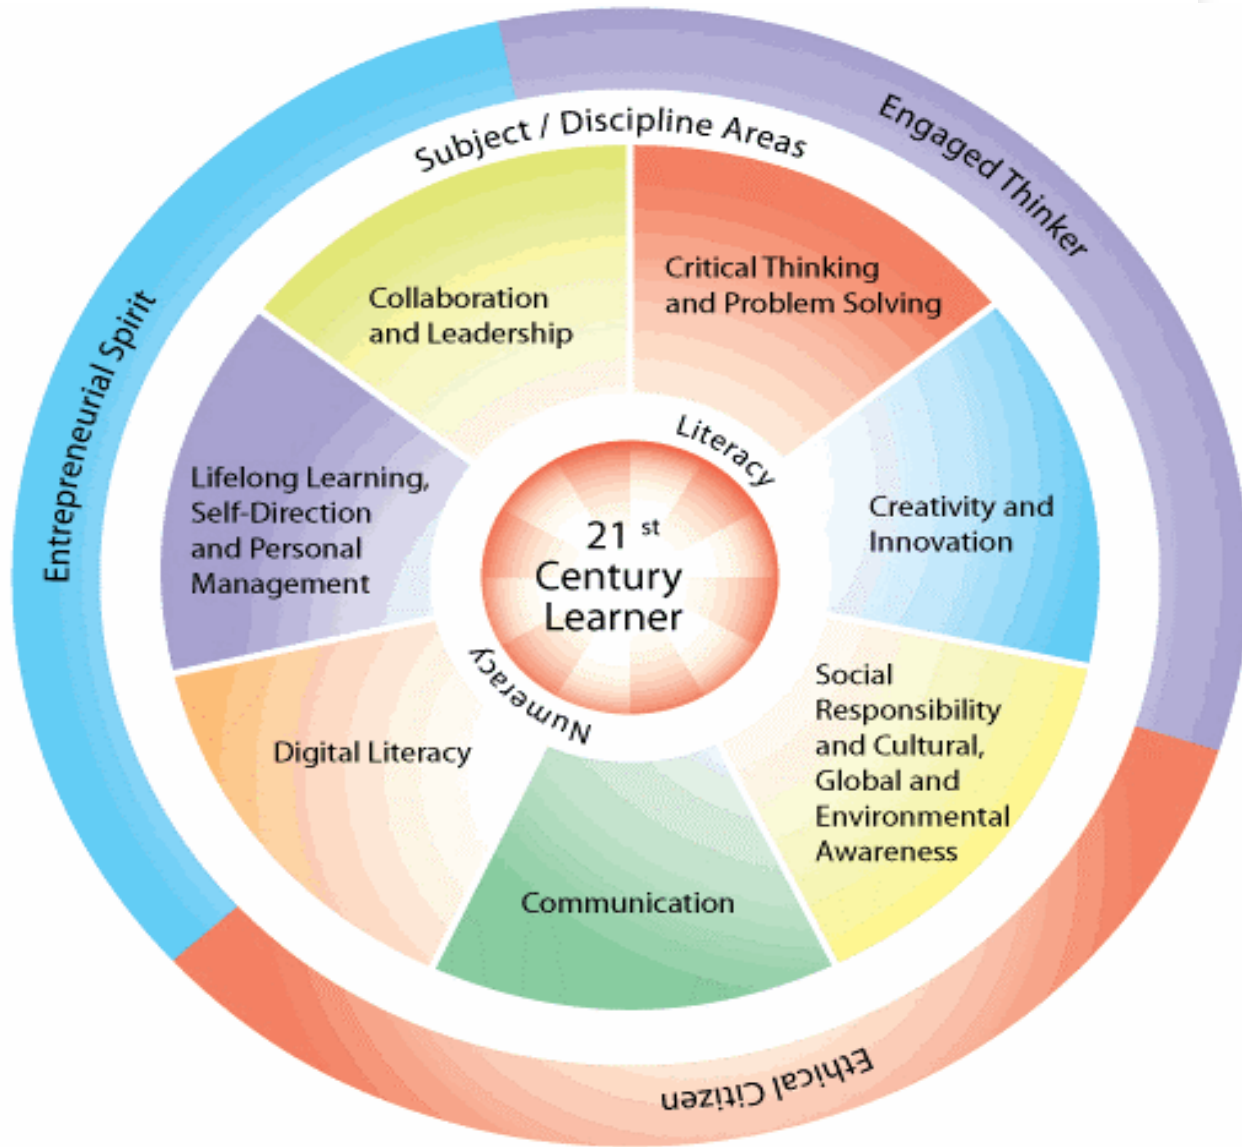 Engaged Thinker
Subject / Discipline Areas
Critical Thinking
and Problem Solving
Collaboration
and Leadership
Entrepreneurial Spirit
Literacy
Lifelong Learning,
Self-Direction
and Personal
Management
Creativity and
Innovation
21 st
Century
Learner
Numeracy
Social
Responsibility
and Cultural,
Global and
Environmental
Awareness
Digital Literacy
Communication
Ethical Citizen